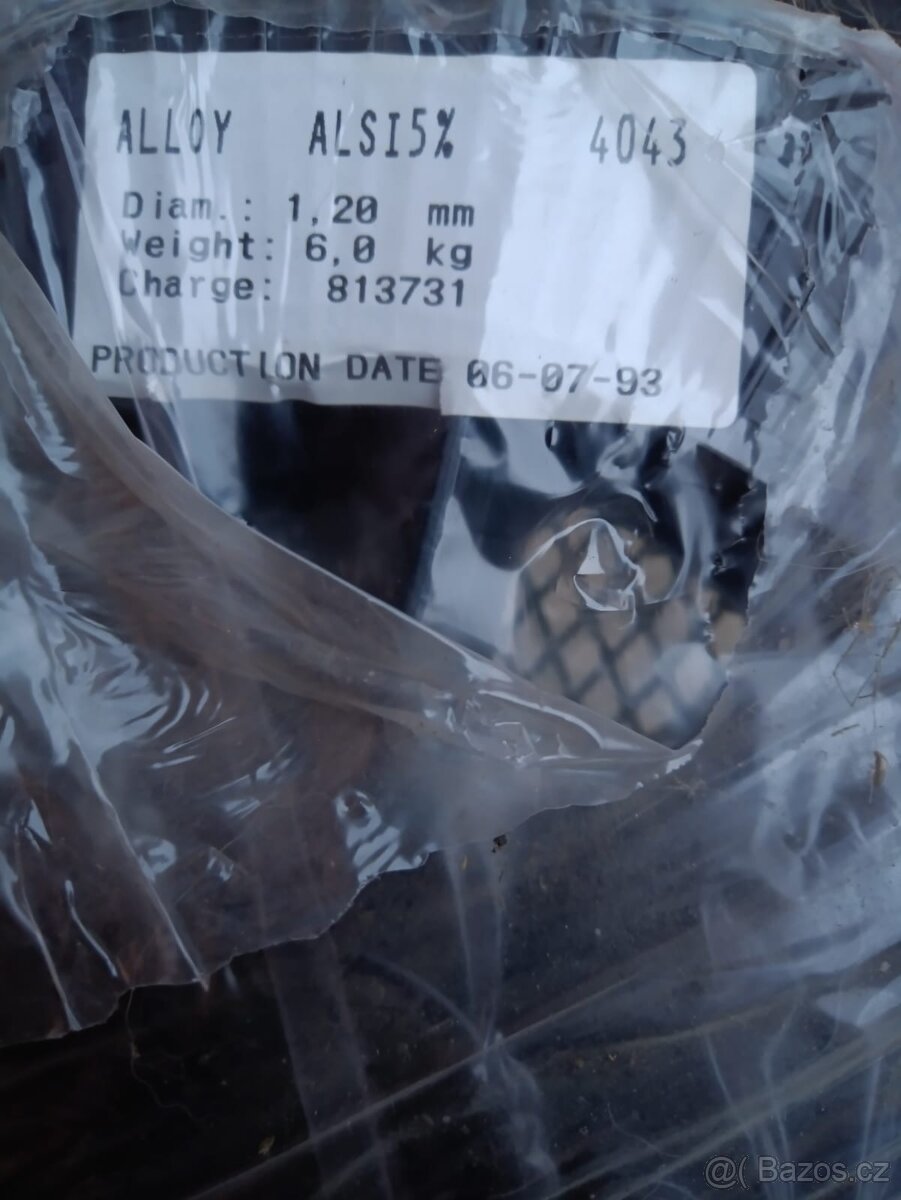 ALLOY ALSI5% 4043
Diam.: 1,20 mm
Weight: 6,0 kg
Charge: 813731
PRODUCTION DATE 06-07-93
@( Bazos.cz